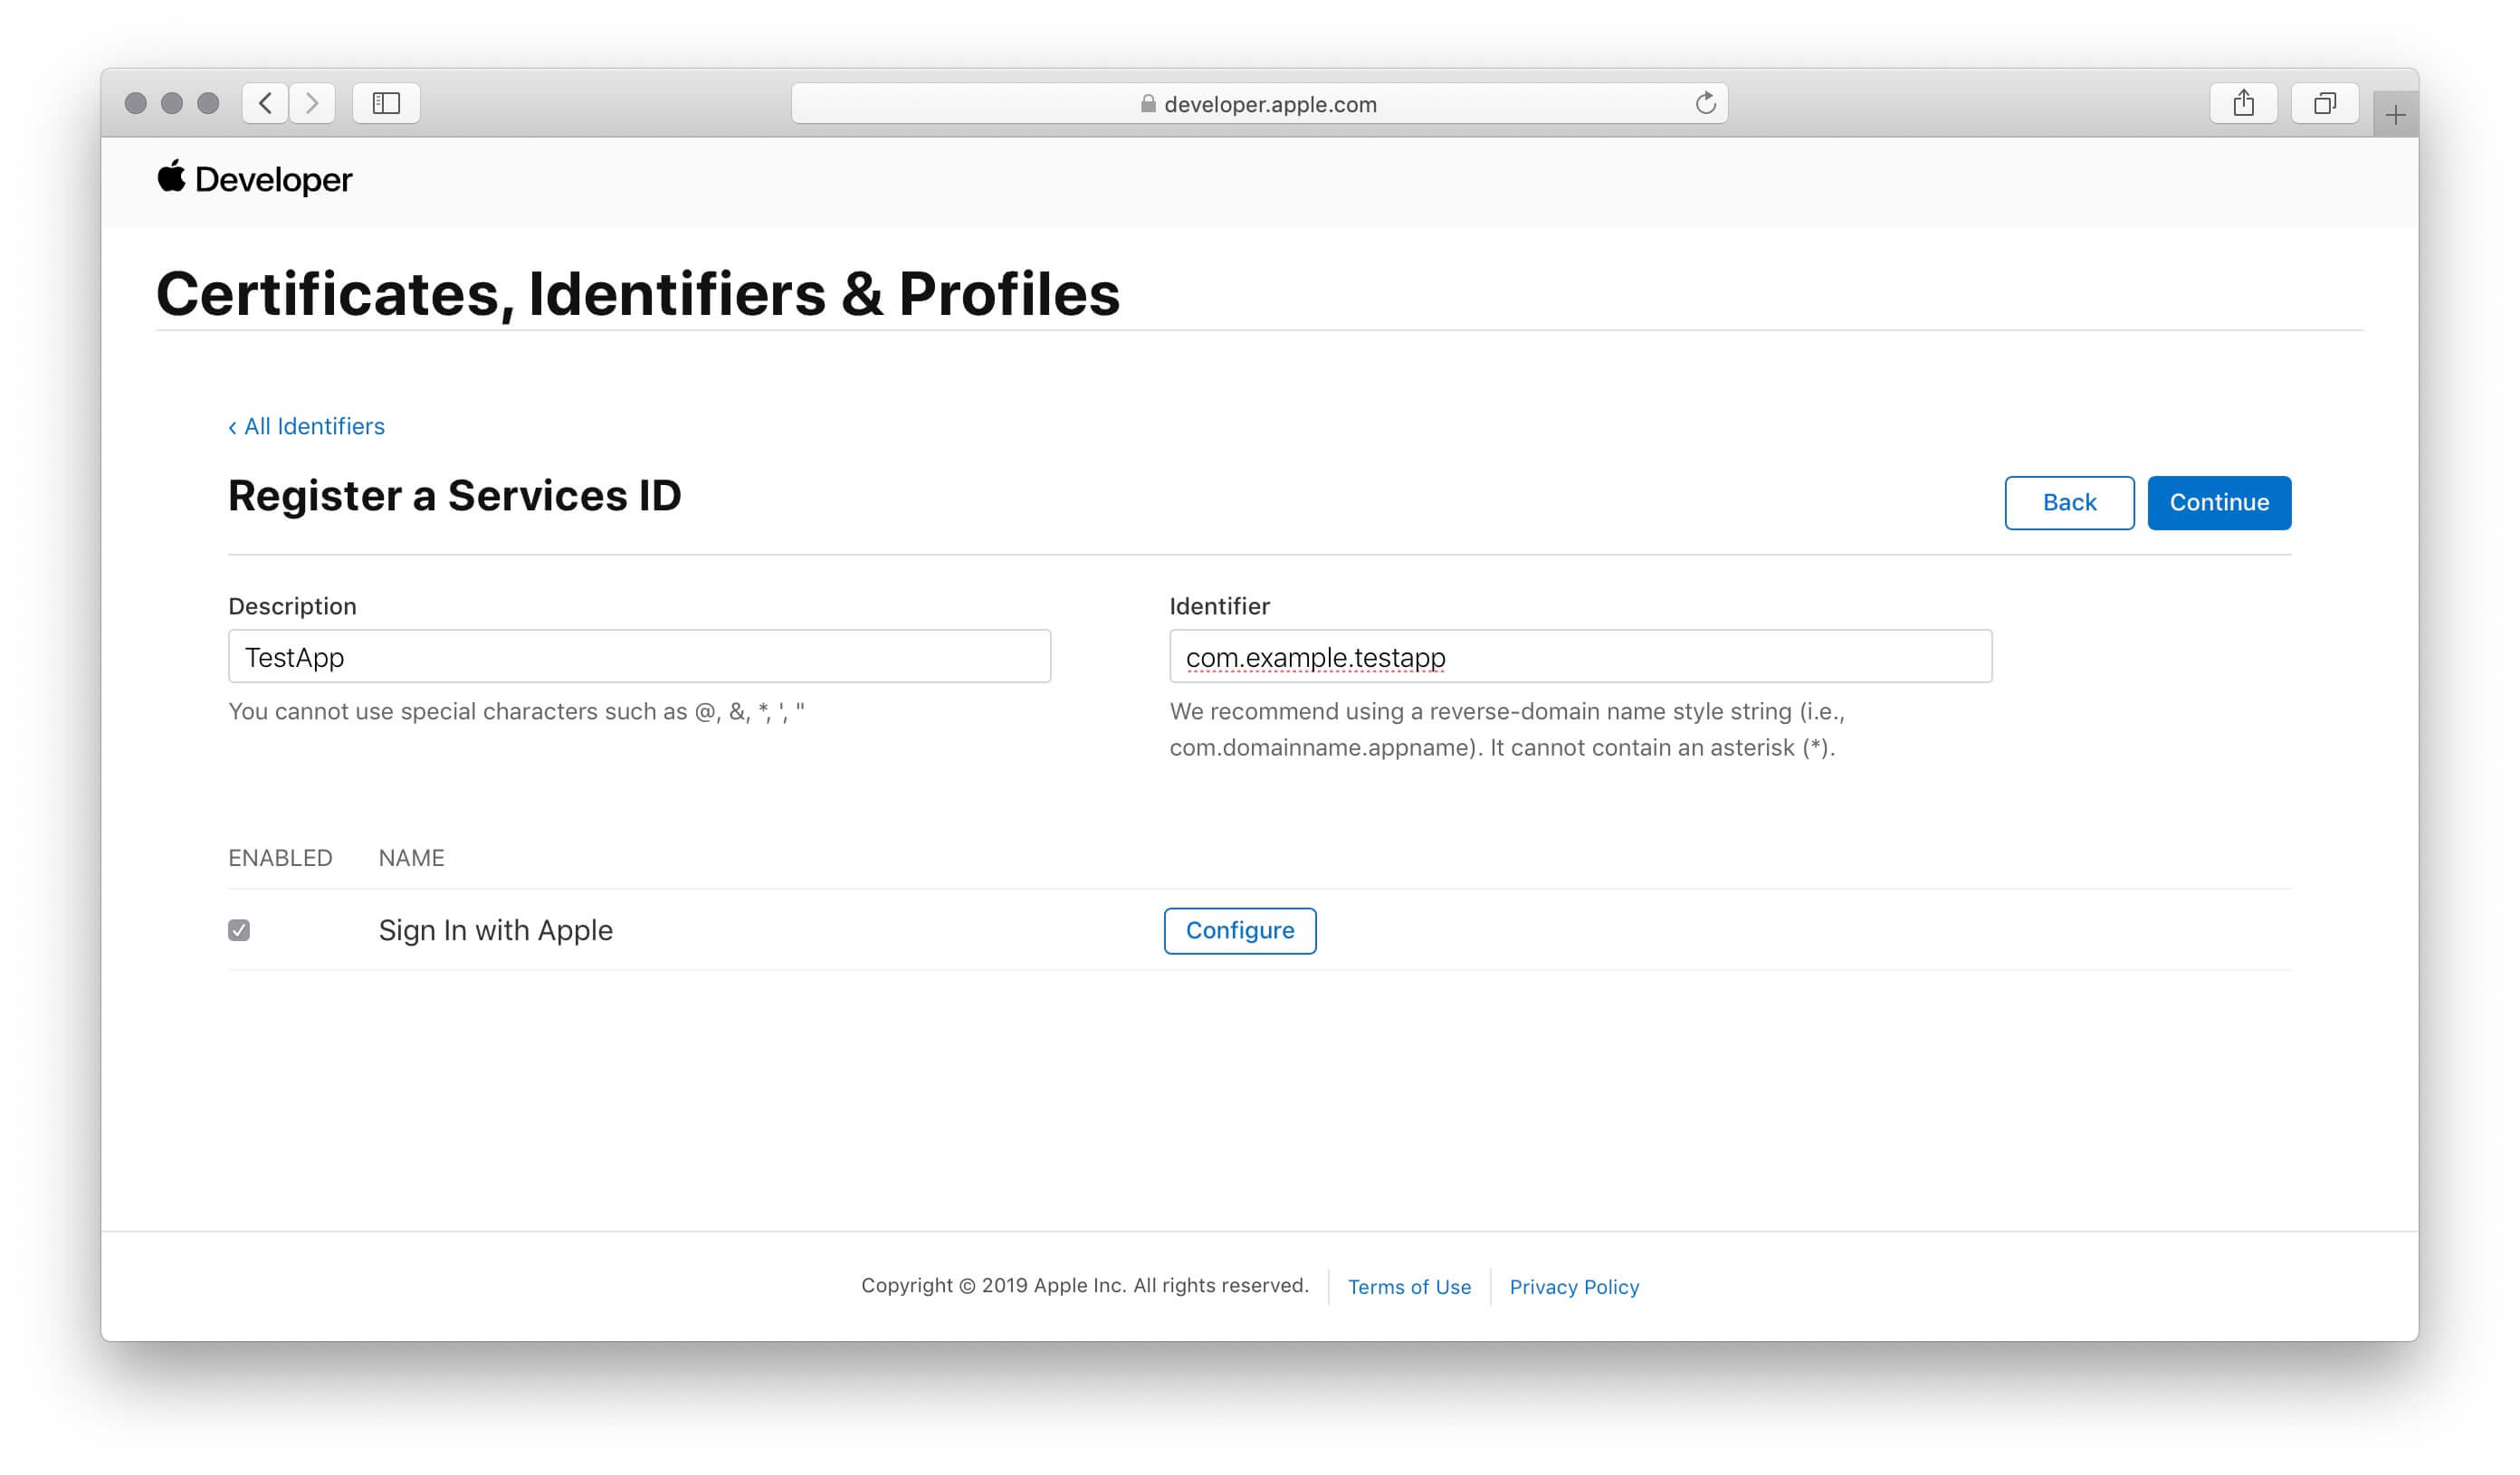 developer.apple.com
Developer
Certificates, Identifiers & Profiles
‹ All Identifiers
Register a Services ID
Back
Continue
Description
Identifier
TestApp
com.example.testapp
You cannot use special characters such as @, &, *, ', "
We recommend using a reverse-domain name style string (i.e.,
com.domainname.appname). It cannot contain an asterisk (*).
ENABLED
NAME
Sign In with Apple
Configure
Copyright © 2019 Apple Inc. All rights reserved.
Terms of Use
Privacy Policy